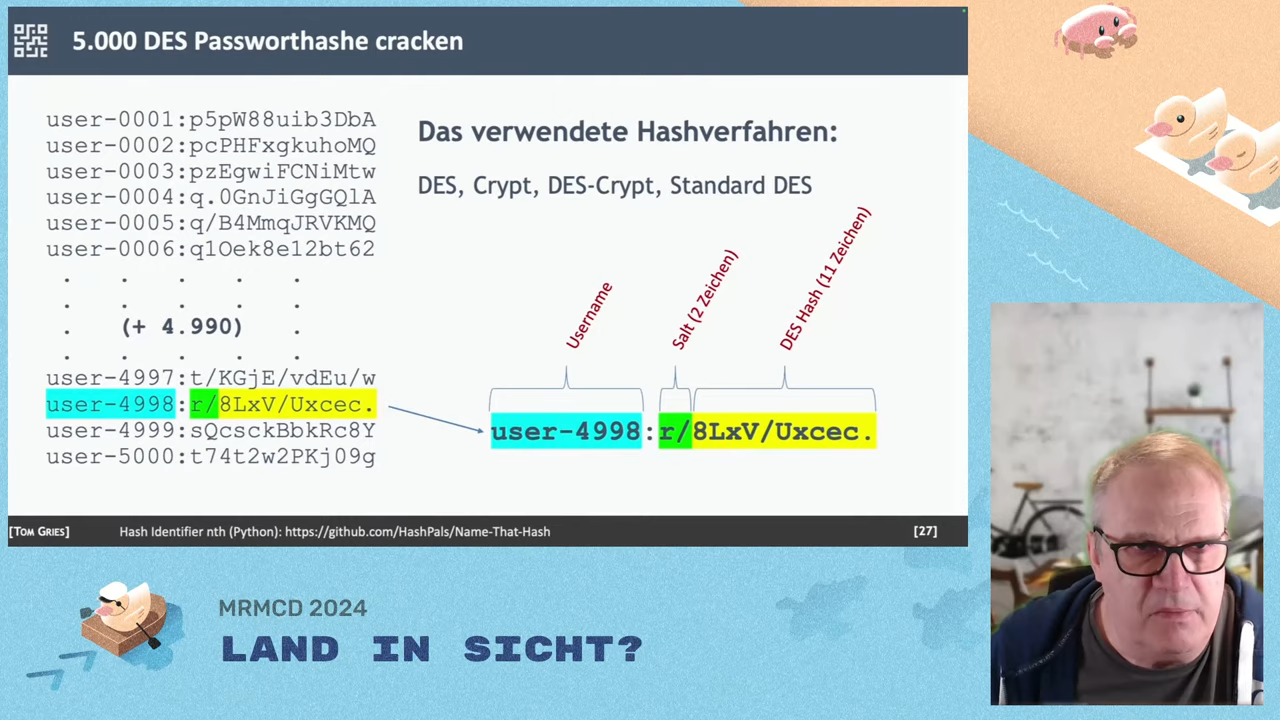 5.000 DES Passworthashe cracken
user-0001:p5pW88uib3DbA
user-0002:pcPHFxgkuhoMQ
user-0003:pzEgwiFCNiMtw
user-0004:q.0GnJiGgGQlA
user-0005:q/B4MmqJRVKMQ
user-0006:q1Oek8e12bt62
. . . . .
. . . . .
. (+ 4.990) .
. . . . .
user-4997:t/KGjE/vdEu/w
user-4998:r/8LxV/Uxcec.
user-4999:sQcsckBbkRc8Y
user-5000:t74t2w2PKj09g
Das verwendete Hashverfahren:
DES, Crypt, DES-Crypt, Standard DES
Username
Salt (2 Zeichen)
DES Hash (11 Zeichen)
user-4998:r/8LxV/Uxcec.
[TOM GRIES]
Hash Identifier nth (Python): https://github.com/HashPals/Name-That-Hash
[27]
MRMCD 2024
LAND IN SICHT?